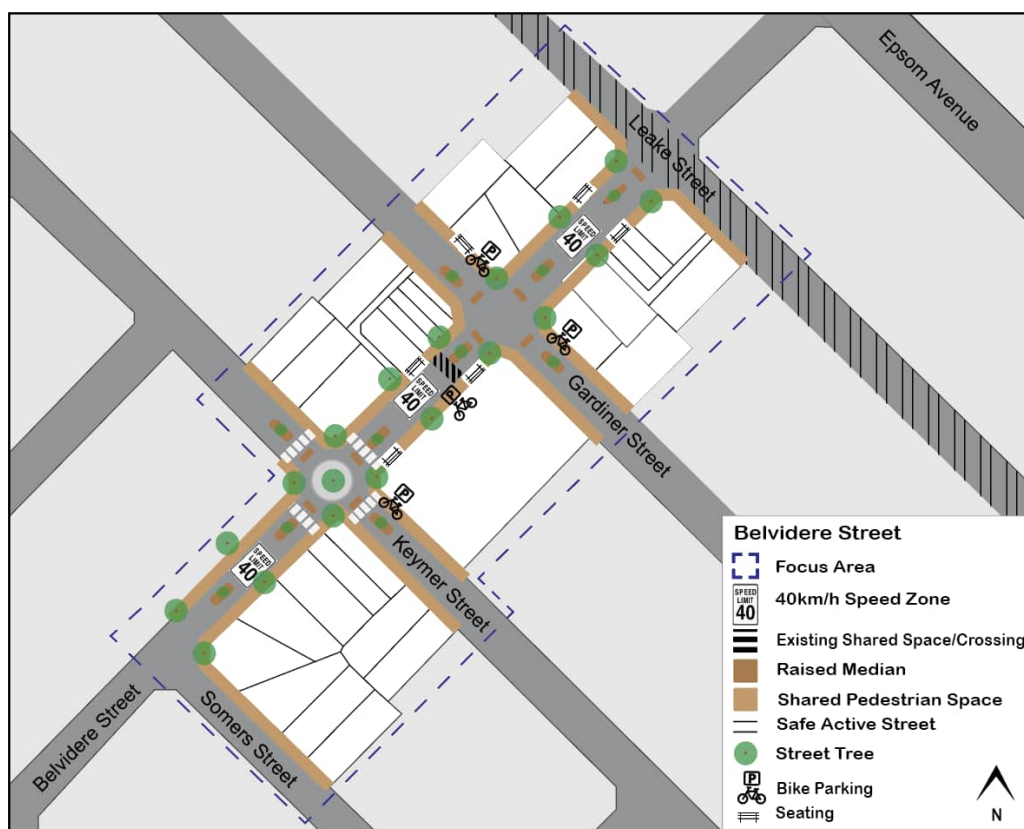 Epsom Avenue
Leake Street
SPEED
LIMIT
40
P
P
Gardiner Street
SPEED
LIMIT
40
P
P
Keymer Street
SPEED
LIMIT
40
Belvidere Street
Somers Street
Belvidere Street
Focus Area
SPEED
LIMIT
40
40km/h Speed Zone
Existing Shared Space/Crossing
Raised Median
Shared Pedestrian Space
Safe Active Street
Street Tree
P
Bike Parking
Seating
N